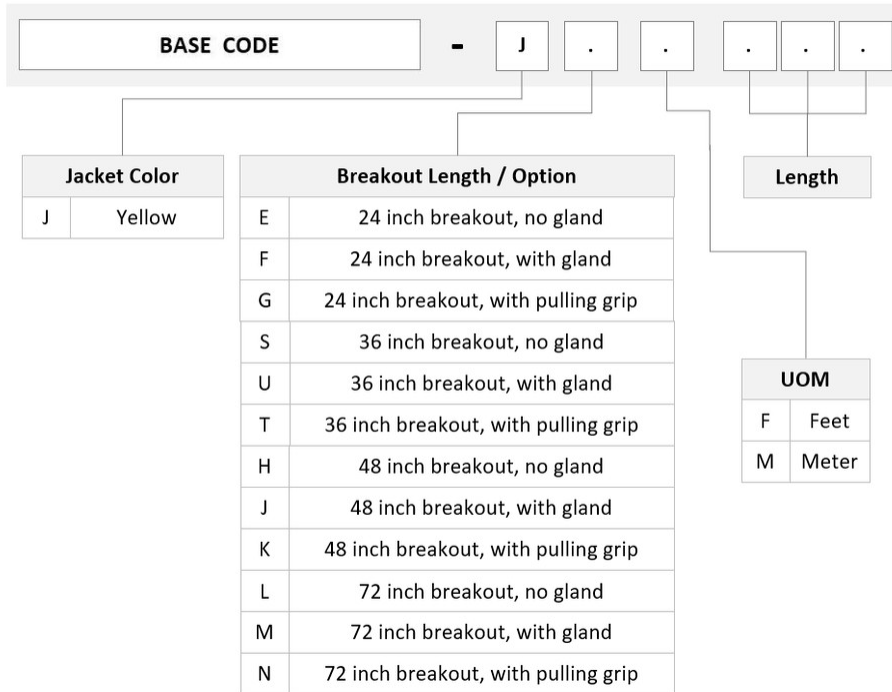 BASE CODE - J . . . . .
Jacket Color
J Yellow
Breakout Length / Option
E 24 inch breakout, no gland
F 24 inch breakout, with gland
G 24 inch breakout, with pulling grip
S 36 inch breakout, no gland
U 36 inch breakout, with gland
T 36 inch breakout, with pulling grip
H 48 inch breakout, no gland
J 48 inch breakout, with gland
K 48 inch breakout, with pulling grip
L 72 inch breakout, no gland
M 72 inch breakout, with gland
N 72 inch breakout, with pulling grip
Length
UOM
F Feet
M Meter